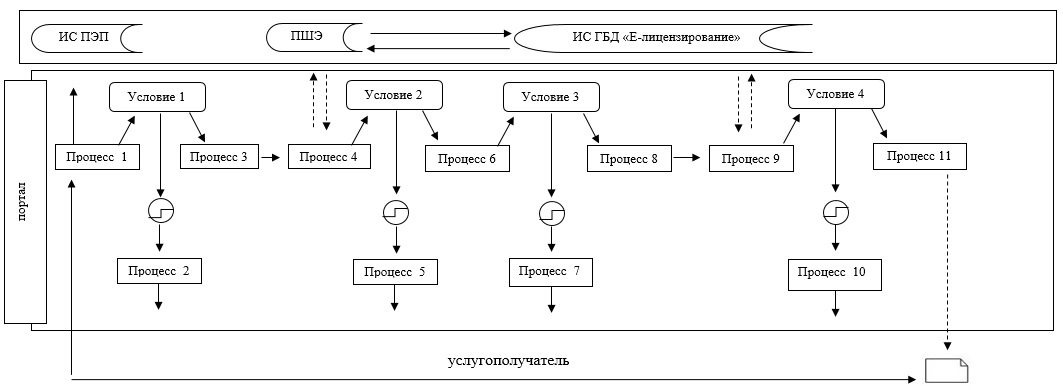 ИС ПЭП
ПШЭ
ИС ГБД «Е-лицензирование»
портал
Условие 1
Условие 2
Условие 3
Условие 4
Процесс 1
Процесс 3
Процесс 4
Процесс 6
Процесс 8
Процесс 9
Процесс 11
Процесс 2
Процесс 5
Процесс 7
Процесс 10
услугополучатель